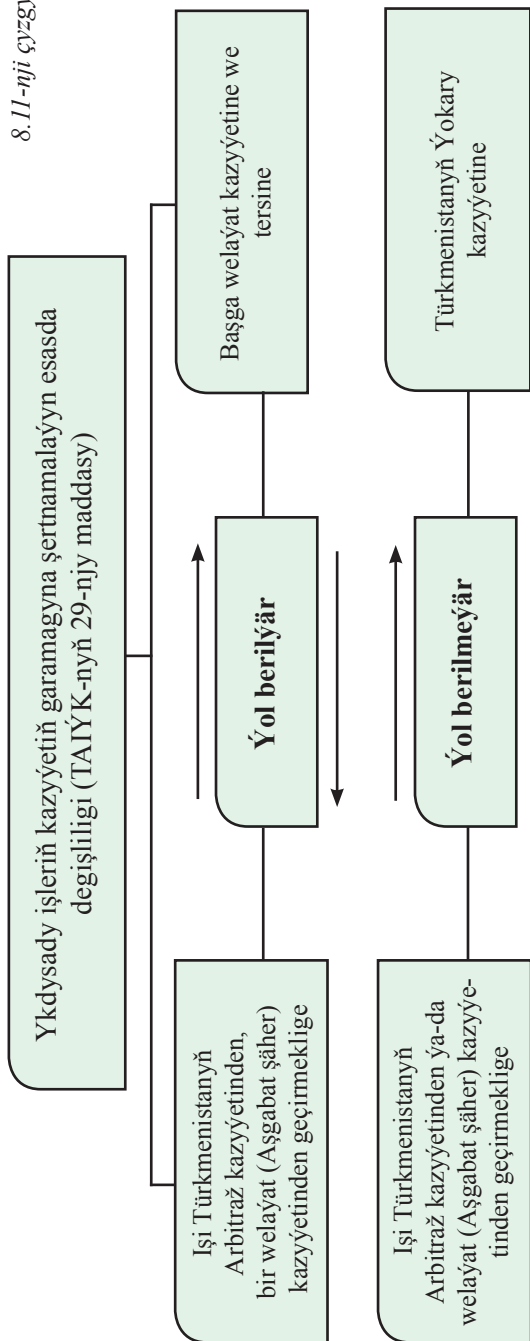 8.11-nji çyzgy
Ykdysady işleriň kazyýetiň garamagyna şertnamalaýyn esasda
degişliligi (TAIÝK-nyň 29-njy maddasy)
Işi Türkmenistanyň
Arbitraž kazyýetinden,
bir welaýat (Aşgabat şäher)
kazyýetinden geçirmeklige
Ýol berilýär
Başga welaýat kazyýetine we
tersine
Işi Türkmenistanyň
Arbitraž kazyýetinden ýa-da
welaýat (Aşgabat şäher) kazyýe-
tinden geçirmeklige
Ýol berilmeýär
Türkmenistanyň Ýokary
kazyýetine